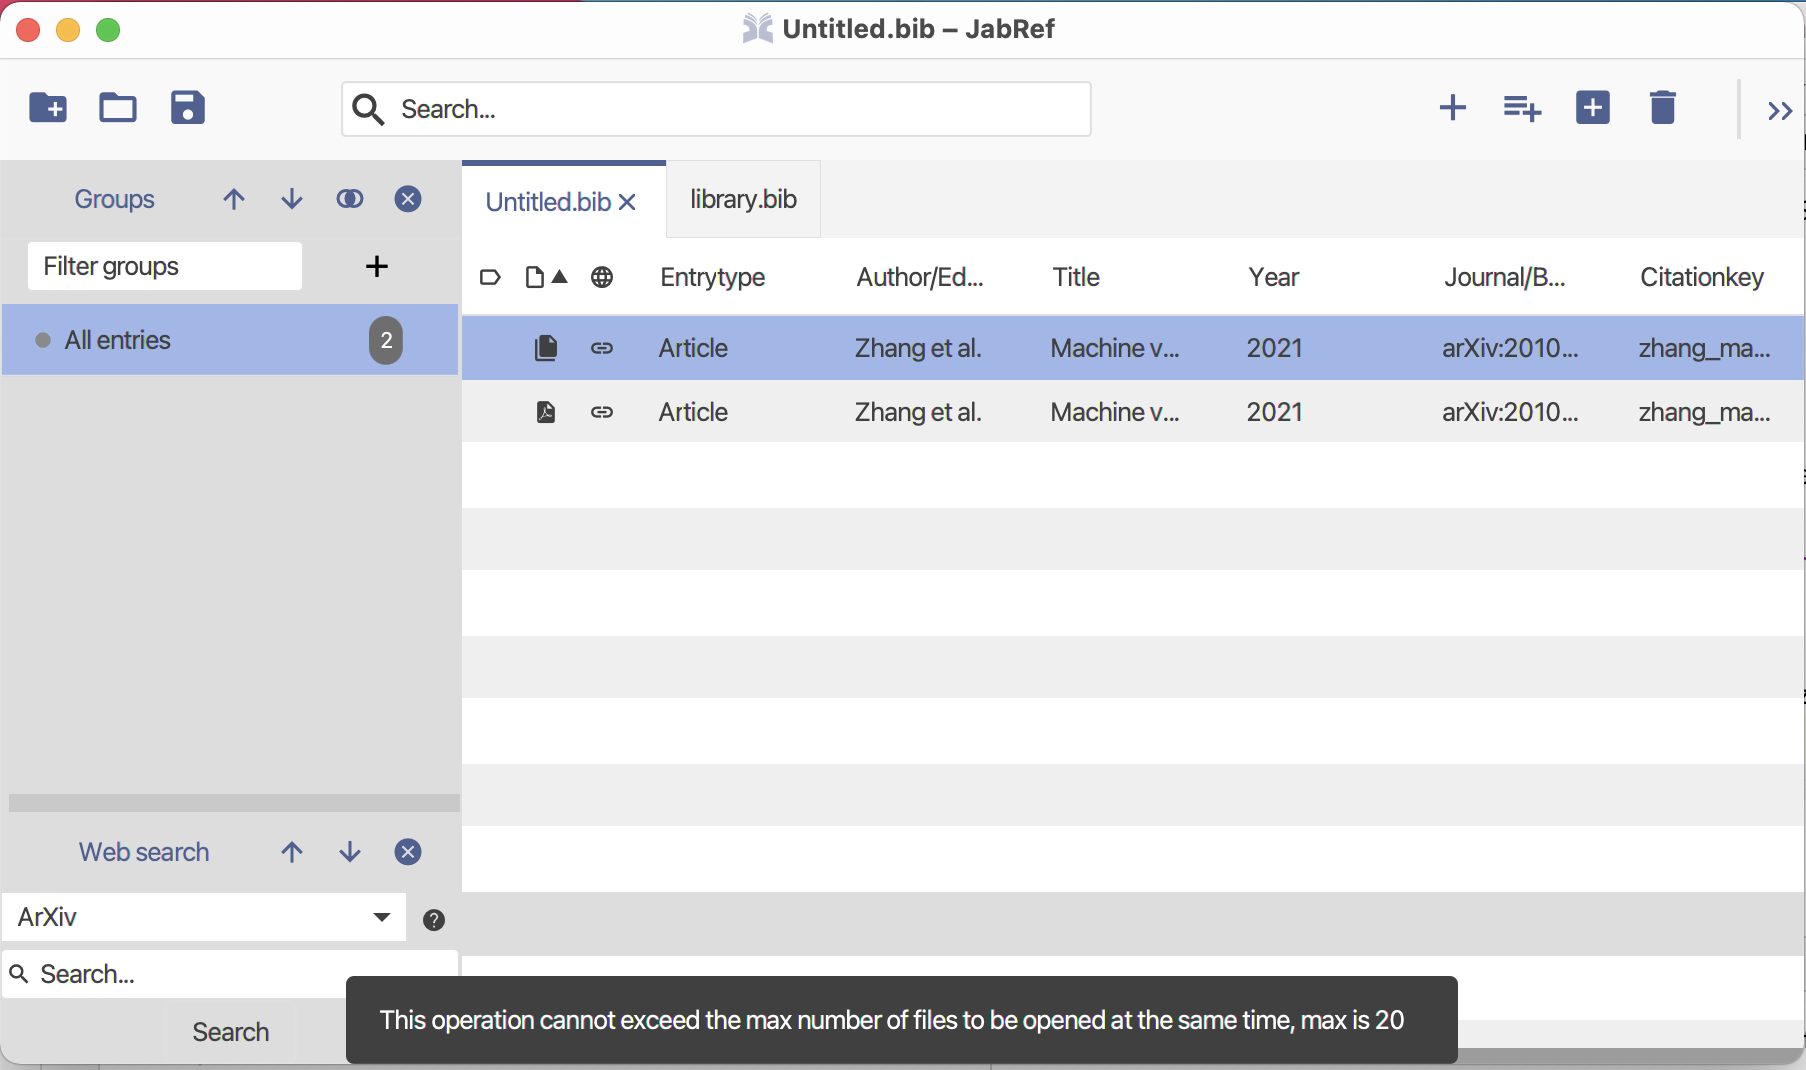 Untitled.bib – JabRef
Search...
Groups
Filter groups
All entries
2
Untitled.bib
library.bib
Entrytype Author/Ed... Title Year Journal/B... Citationkey
Article Zhang et al. Machine v... 2021 arXiv:2010... zhang_ma...
Article Zhang et al. Machine v... 2021 arXiv:2010... zhang_ma...
Web search
ArXiv
Search...
Search
This operation cannot exceed the max number of files to be opened at the same time, max is 20